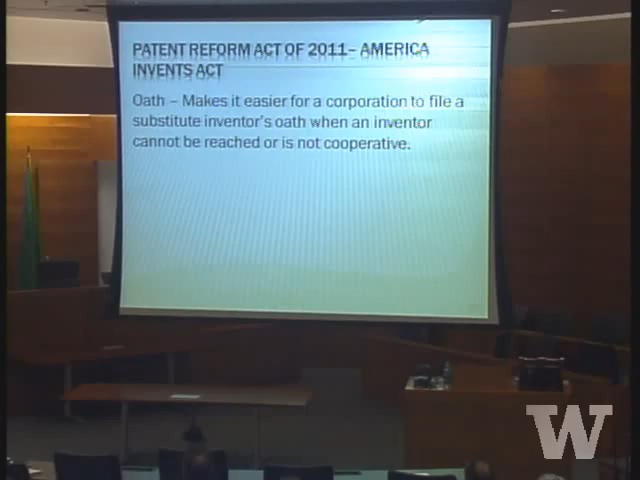 PATENT REFORM ACT OF 2011– AMERICA
INVENTS ACT
Oath – Makes it easier for a corporation to file a
substitute inventor's oath when an inventor
cannot be reached or is not cooperative.
W